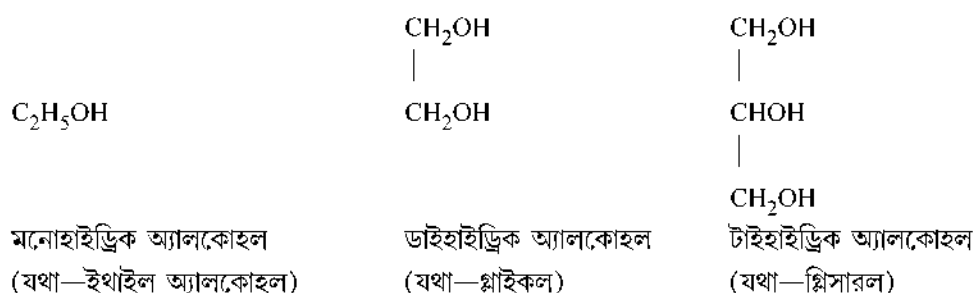 CH₂OH CH₂OH
| |
C₂H₅OH CH₂OH CHOH
|
CH₂OH
মনোহাইড্রিক অ্যালকোহল ডাইহাইড্রিক অ্যালকোহল টাইহাইড্রিক অ্যালকোহল
(যথা—ইথাইল অ্যালকোহল) (যথা—গ্লাইকল) (যথা—গ্লিসারল)